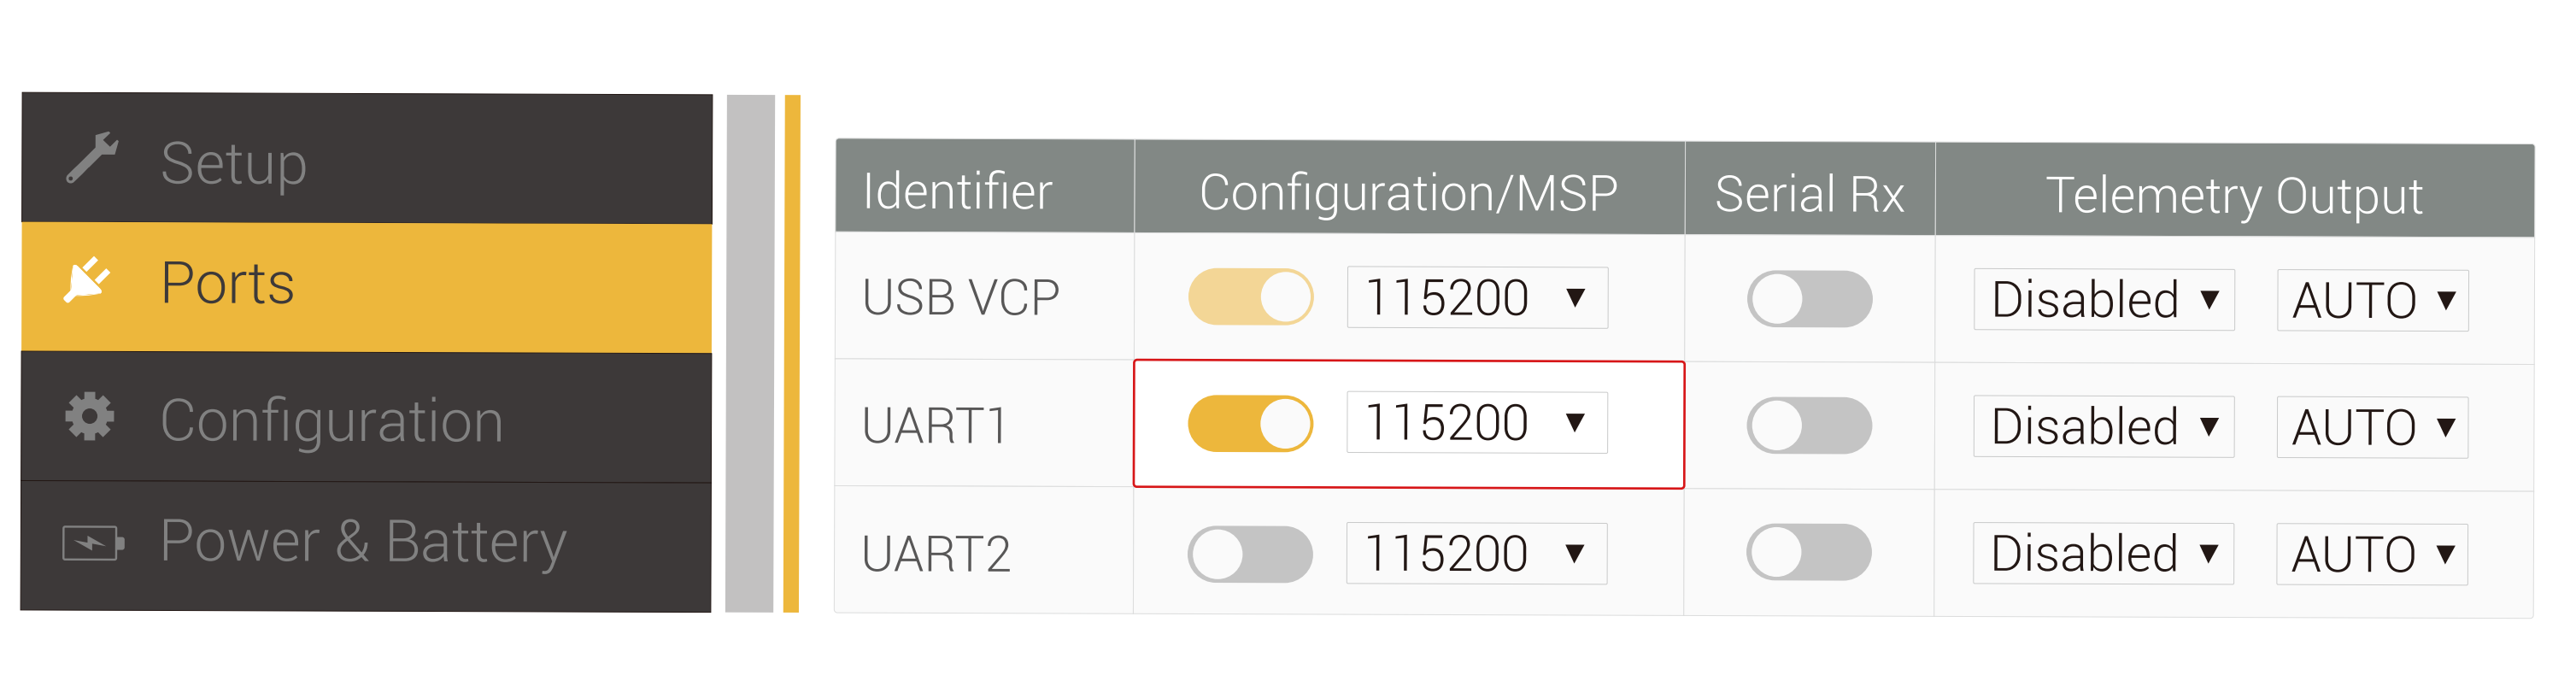 Setup
Ports
Configuration
Power & Battery
Identifier Configuration/MSP Serial Rx Telemetry Output
USB VCP 115200 Disabled AUTO
UART1 115200 Disabled AUTO
UART2 115200 Disabled AUTO